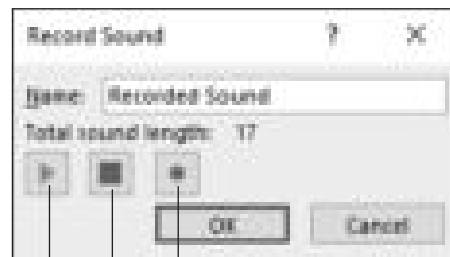 Record Sound ? X
Name: Recorded Sound
Total sound length: 17
OK Cancel